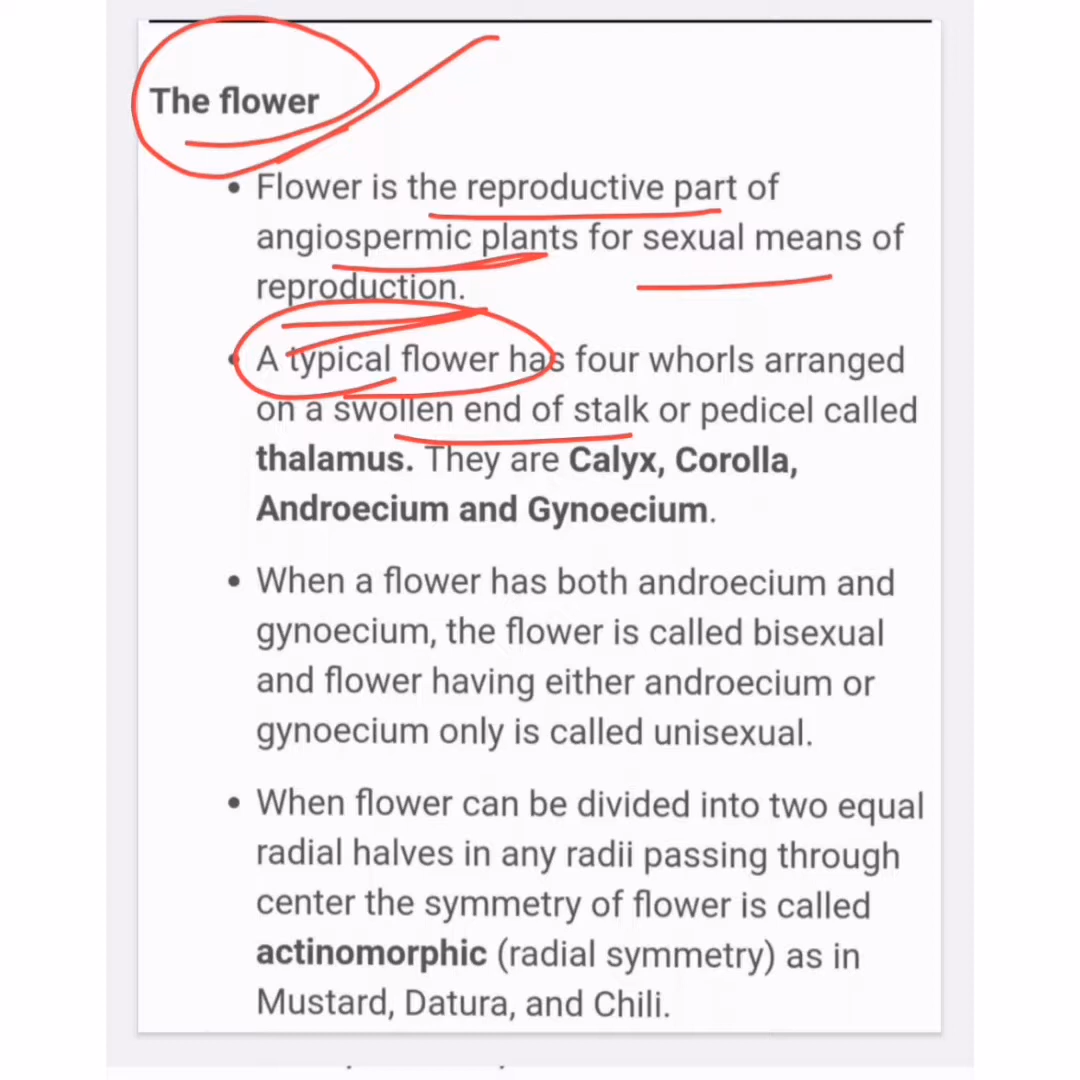 The flower
• Flower is the reproductive part of
angiospermic plants for sexual means of
reproduction.
• A typical flower has four whorls arranged
on a swollen end of stalk or pedicel called
thalamus. They are Calyx, Corolla,
Androecium and Gynoecium.
• When a flower has both androecium and
gynoecium, the flower is called bisexual
and flower having either androecium or
gynoecium only is called unisexual.
• When flower can be divided into two equal
radial halves in any radii passing through
center the symmetry of flower is called
actinomorphic (radial symmetry) as in
Mustard, Datura, and Chili.